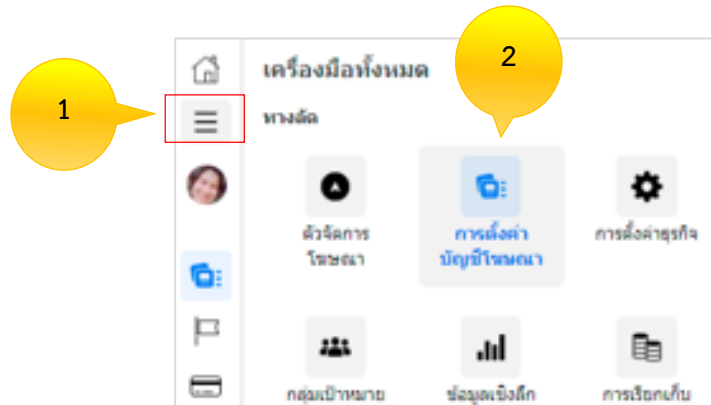 1
2
เครื่องมือทั้งหมด
ทางลัด
ตัวจัดการ
โฆษณา
การตั้งค่า
บัญชีโฆษณา
การตั้งค่าธุรกิจ
กลุ่มเป้าหมาย
ข้อมูลเชิงลึก
การเรียกเก็บ